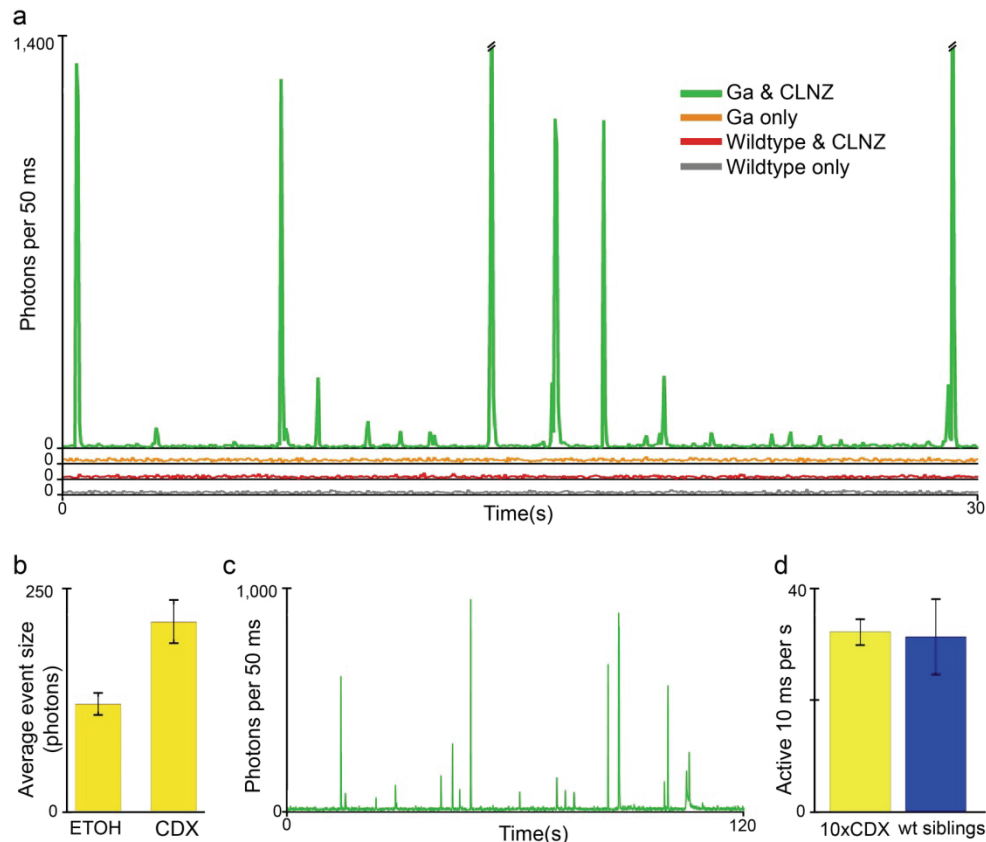 a
1,400
Photons per 50 ms
Ga & CLNZ
Ga only
Wildtype & CLNZ
Wildtype only
0
0
0
0
0
30
Time(s)
b
250
Average event size
(photons)
0
ETOH
CDX
c
1,000
Photons per 50 ms
0
0
120
Time(s)
d
40
Active 10 ms per s
0
10xCDX
wt siblings